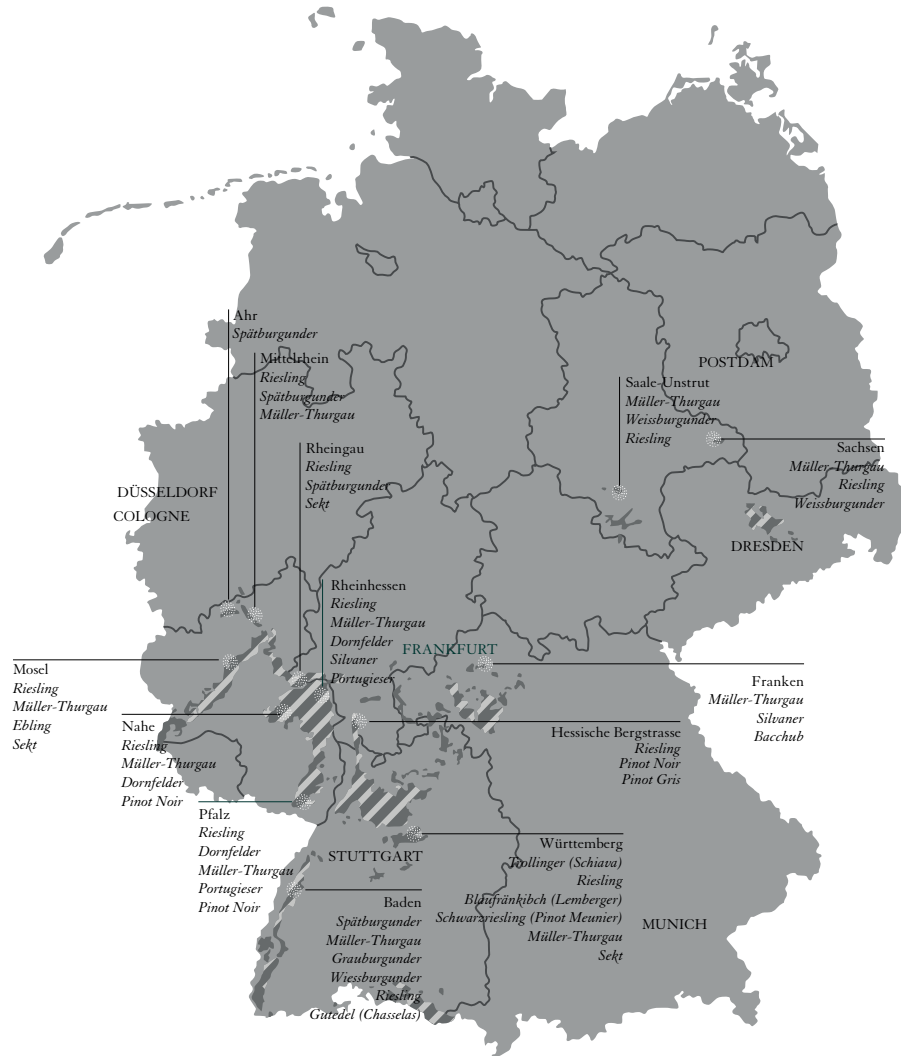 Ahr
Spätburgunder
Mittelrhein
Riesling
Spätburgunder
Müller-Thurgau
POSTDAM
Saale-Unstrut
Müller-Thurgau
Weissburgunder
Riesling
Rheingau
Riesling
Spätburgunder
Sekt
Sachsen
Müller-Thurgau
Riesling
Weissburgunder
DÜSSELDORF
COLOGNE
DRESDEN
Rheinhessen
Riesling
Müller-Thurgau
Dornfelder
Silvaner
Portugieser
FRANKFURT
Mosel
Riesling
Müller-Thurgau
Ebling
Sekt
Franken
Müller-Thurgau
Silvaner
Bacchub
Nahe
Riesling
Müller-Thurgau
Dornfelder
Pinot Noir
Hessische Bergstrasse
Riesling
Pinot Noir
Pinot Gris
Pfalz
Riesling
Dornfelder
Müller-Thurgau
Portugieser
Pinot Noir
STUTTGART
Württemberg
Trollinger (Schiava)
Riesling
Blaufränkibch (Lemberger)
Schwarzriesling (Pinot Meunier)
Müller-Thurgau
Sekt
Baden
Spätburgunder
Müller-Thurgau
Grauburgunder
Wiessburgunder
Riesling
Gutedel (Chasselas)
MUNICH